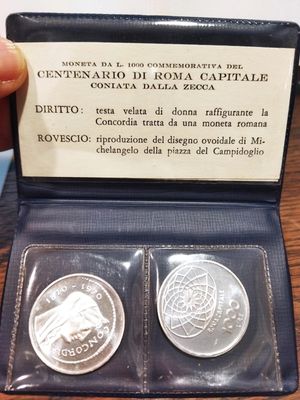 MONETA DA L. 1000 COMMEMORATIVA DEL
CENTENARIO DI ROMA CAPITALE
CONIATA DALLA ZECCA
DIRITTO: testa velata di donna raffigurante la
Concordia tratta da una moneta romana
ROVESCIO: riproduzione del disegno ovoidale di Mi-
chelangelo della piazza del Campidoglio
CONCORDIA
1870-1970
1000